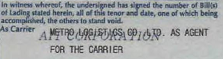 In witness whereof, the undersigned has signed the number of Bill(s)
of Lading stated herein, all of this tenor and date, one of which being
accomplished, the others to stand void.
As Carrier METRO LOGISTICS CO., LTD. AS AGENT
FOR THE CARRIER